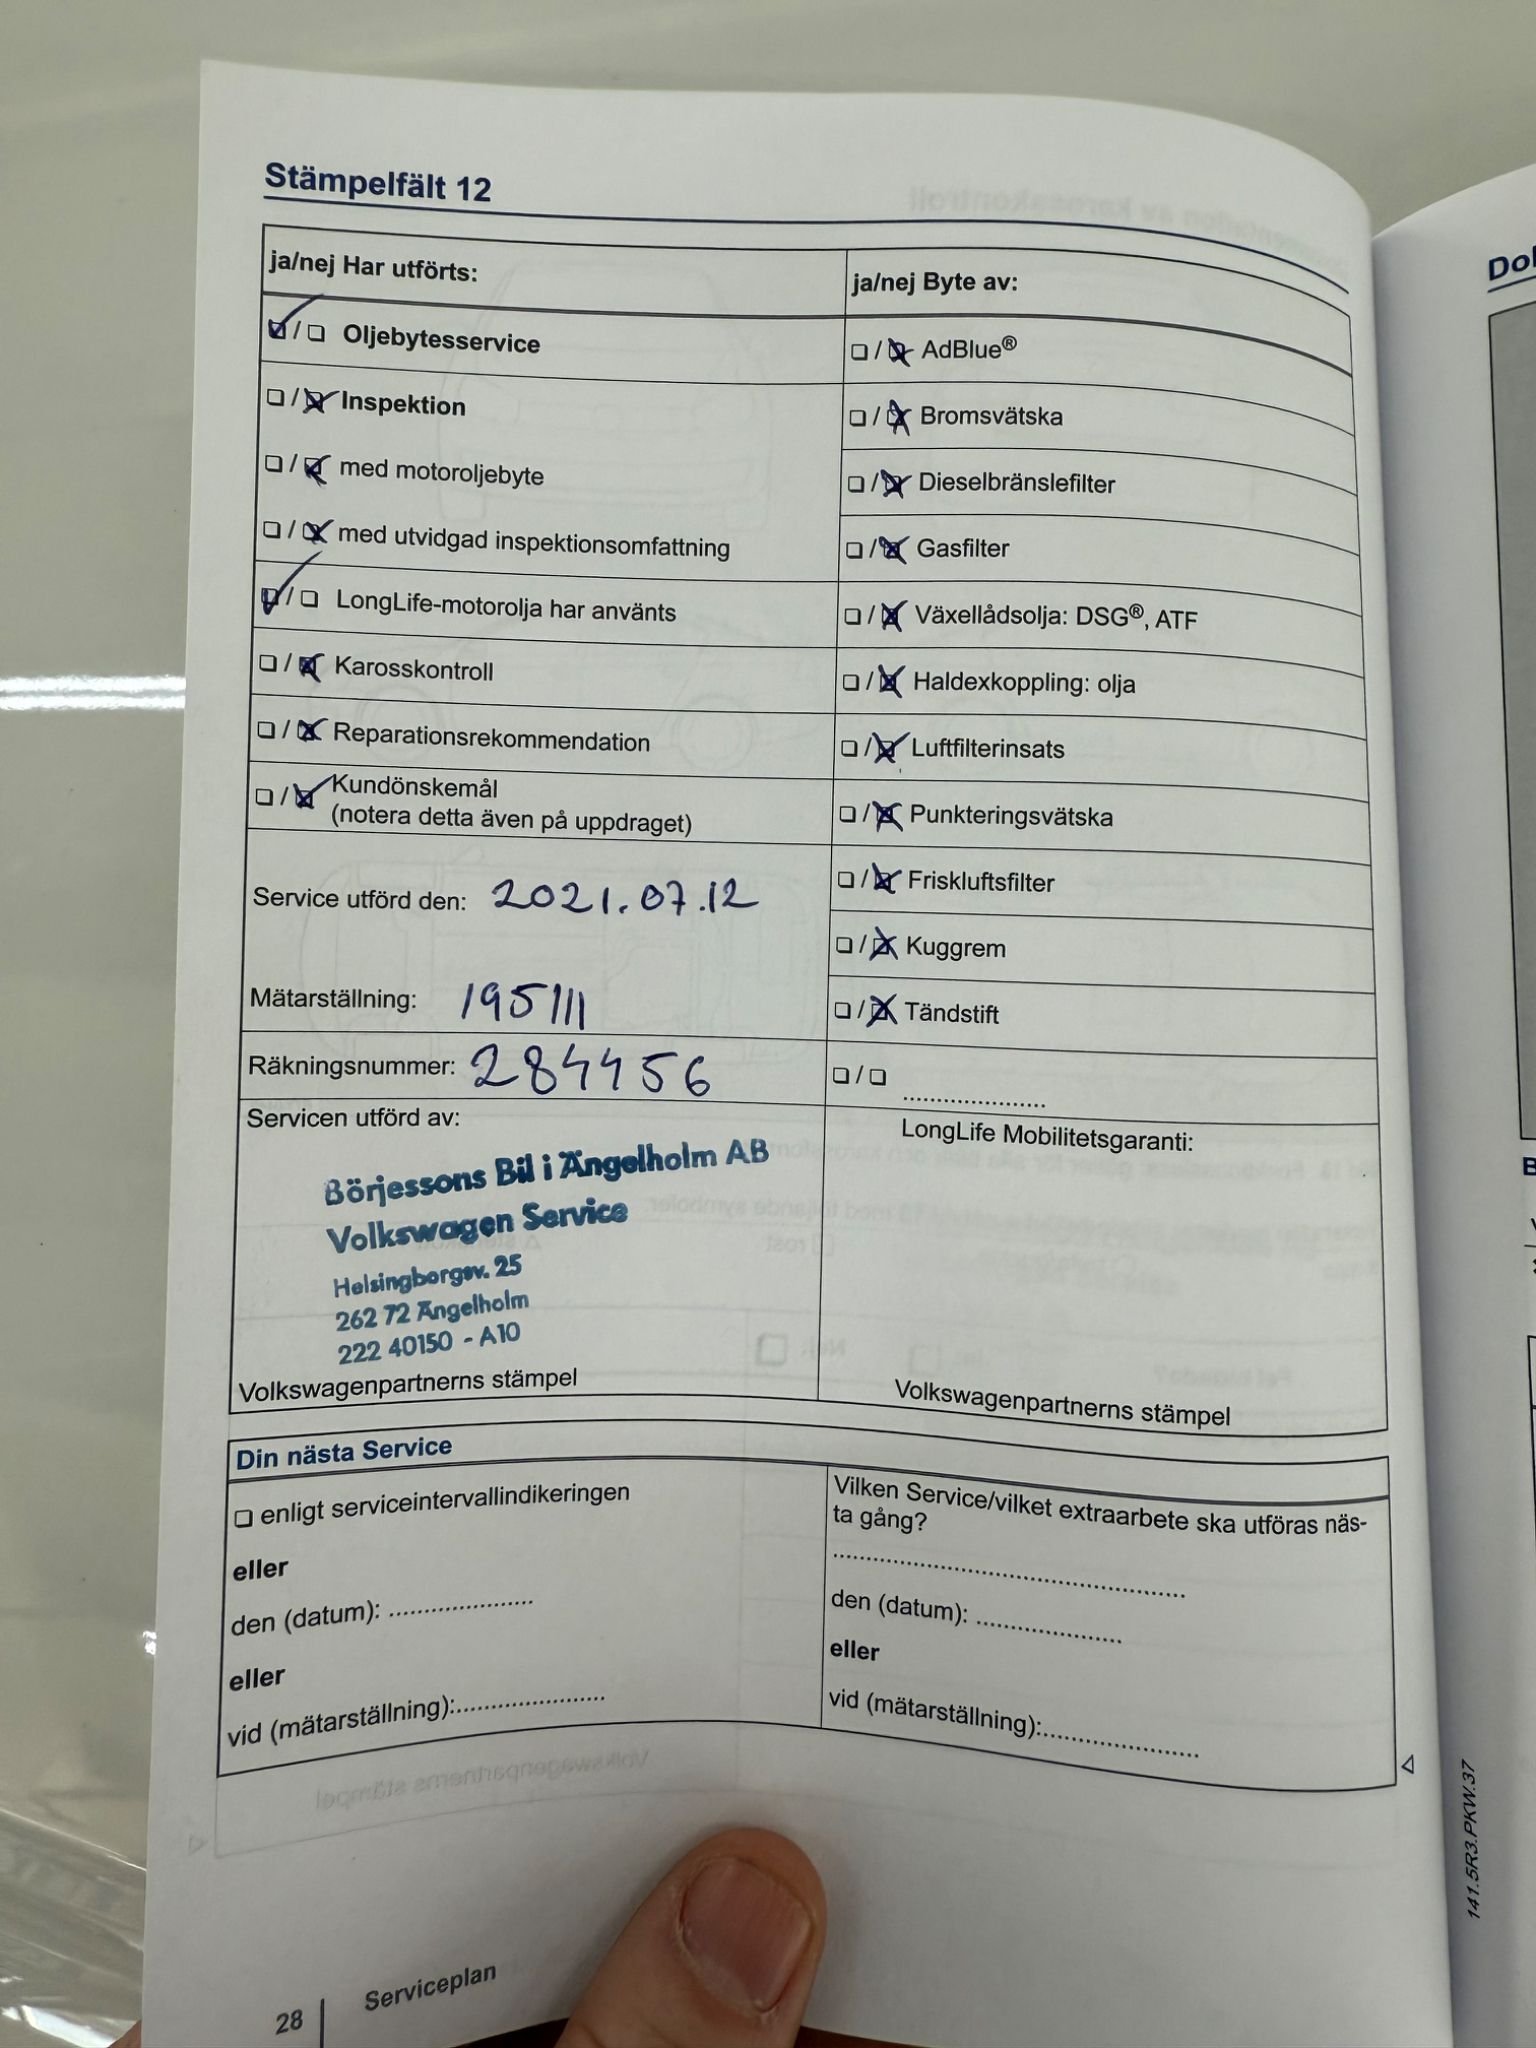 Stämpelfält 12
ja/nej Har utförts:
☑ / ☐ Oljebytesservice
☐ / ☒ Inspektion
☐ / ☒ med motoroljebyte
☐ / ☒ med utvidgad inspektionsomfattning
☑ / ☐ LongLife-motorolja har använts
☐ / ☒ Karosskontroll
☐ / ☒ Reparationsrekommendation
☐ / ☒ Kundönskemål
(notera detta även på uppdraget)
Service utförd den: 2021.07.12
Mätarställning: 195111
Räkningsnummer: 284456
Servicen utförd av:
Börjessons Bil i Ängelholm AB
Volkswagen Service
Helsingborgsv. 25
262 72 Ängelholm
222 40150 - A10
Volkswagenpartnerns stämpel
ja/nej Byte av:
☐ / ☒ AdBlue®
☐ / ☒ Bromsvätska
☐ / ☒ Dieselbränslefilter
☐ / ☒ Gasfilter
☐ / ☒ Växellådsolja: DSG®, ATF
☐ / ☒ Haldexkoppling: olja
☐ / ☒ Luftfilterinsats
☐ / ☒ Punkteringsvätska
☐ / ☒ Friskluftsfilter
☐ / ☒ Kuggrem
☐ / ☒ Tändstift
☐ / ☐ ....................
LongLife Mobilitetsgaranti:
Volkswagenpartnerns stämpel
Din nästa Service
☐ enligt serviceintervallindikeringen
eller
den (datum): ....................
eller
vid (mätarställning):.....................
Vilken Service/vilket extraarbete ska utföras näs-
ta gång?
..................................................
den (datum): ....................
eller
vid (mätarställning):.....................
28 | Serviceplan
141.5R3.PKW.37